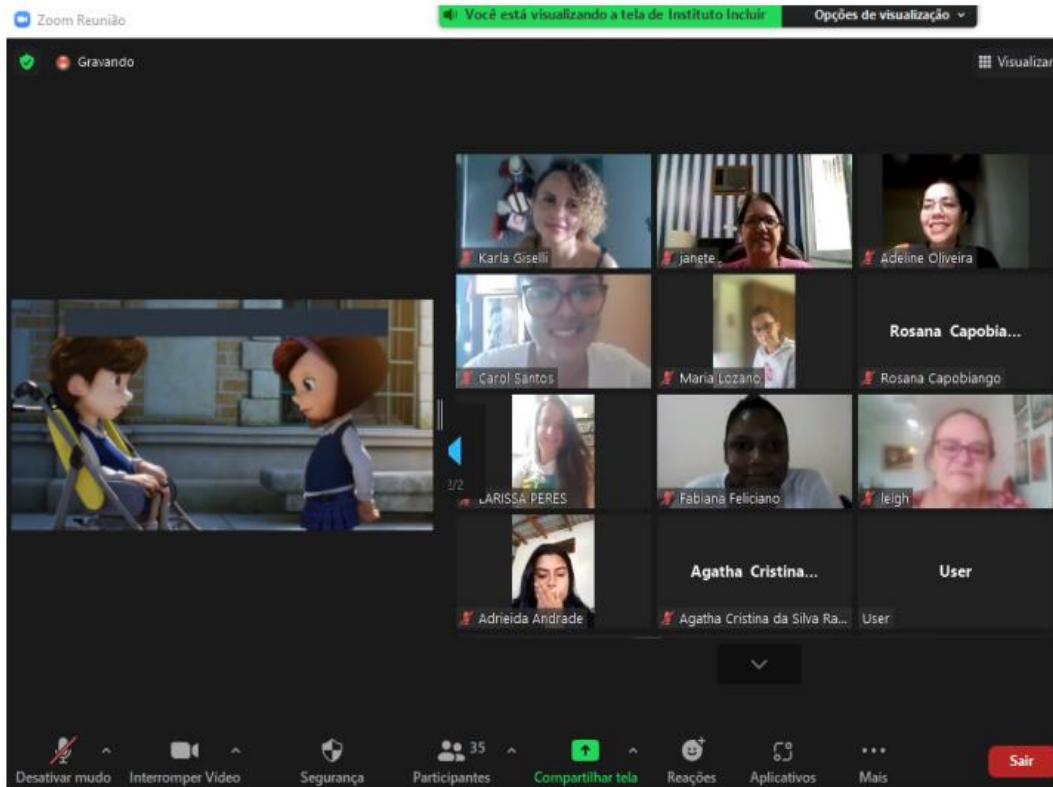 Zoom Reunião
Você está visualizando a tela de Instituto Incluir
Opções de visualização
Gravando
Visualizar
Karla Giselli
janete
Adeline Oliveira
Carol Santos
Maria Lozano
Rosana Capobia...
Rosana Capobiango
2/2
LARISSA PERES
Fabiana Feliciano
leigh
Adrieida Andrade
Agatha Cristina...
Agatha Cristina da Silva Ra...
User
User
Desativar mudo
Interromper Vídeo
Segurança
35
Participantes
Compartilhar tela
Reações
Aplicativos
Mais
Sair